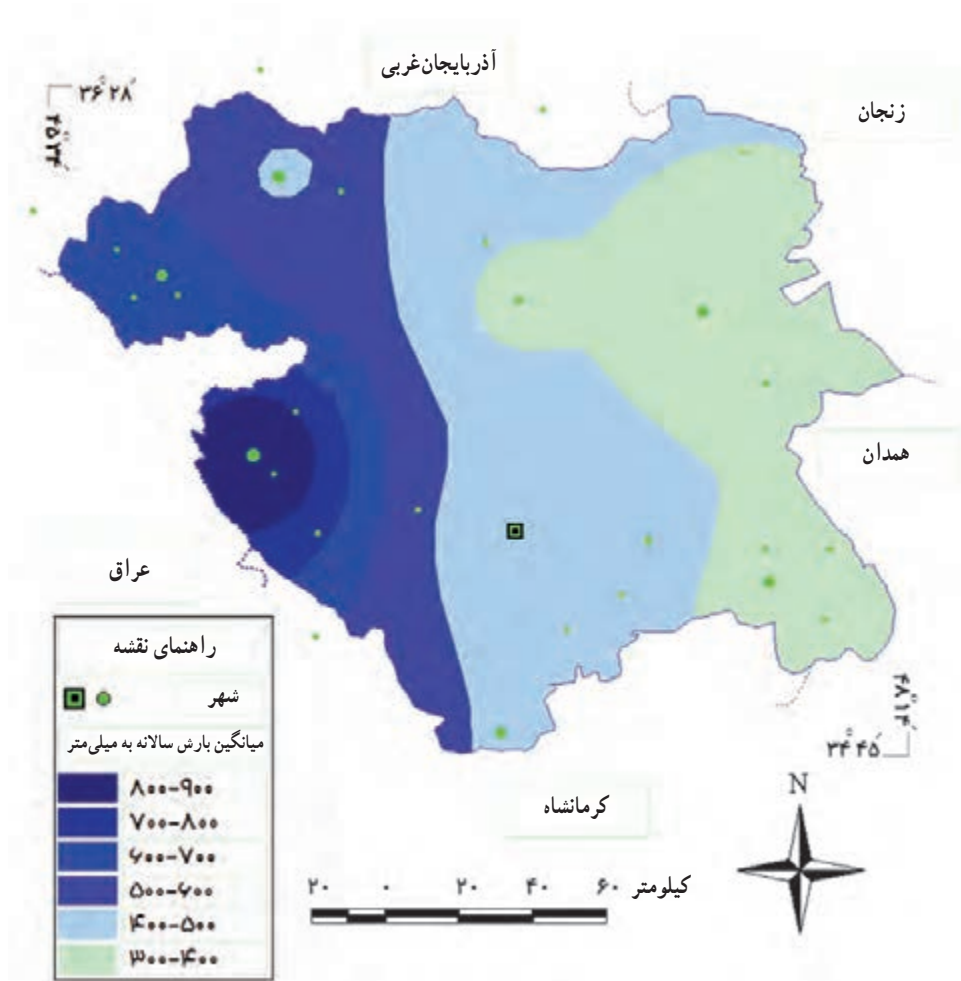 آذربایجان‌غربی
۳۶° ۲۸′
زنجان
همدان
عراق
راهنمای نقشه
شهر
میانگین بارش سالانه به میلی‌متر
۸۰۰-۹۰۰
۷۰۰-۸۰۰
۶۰۰-۷۰۰
۵۰۰-۶۰۰
۴۰۰-۵۰۰
۳۰۰-۴۰۰
۴۸° ۱۴′
۳۴° ۴۵′
کرمانشاه
N
۲۰ ۰ ۲۰ ۴۰ ۶۰ کیلومتر